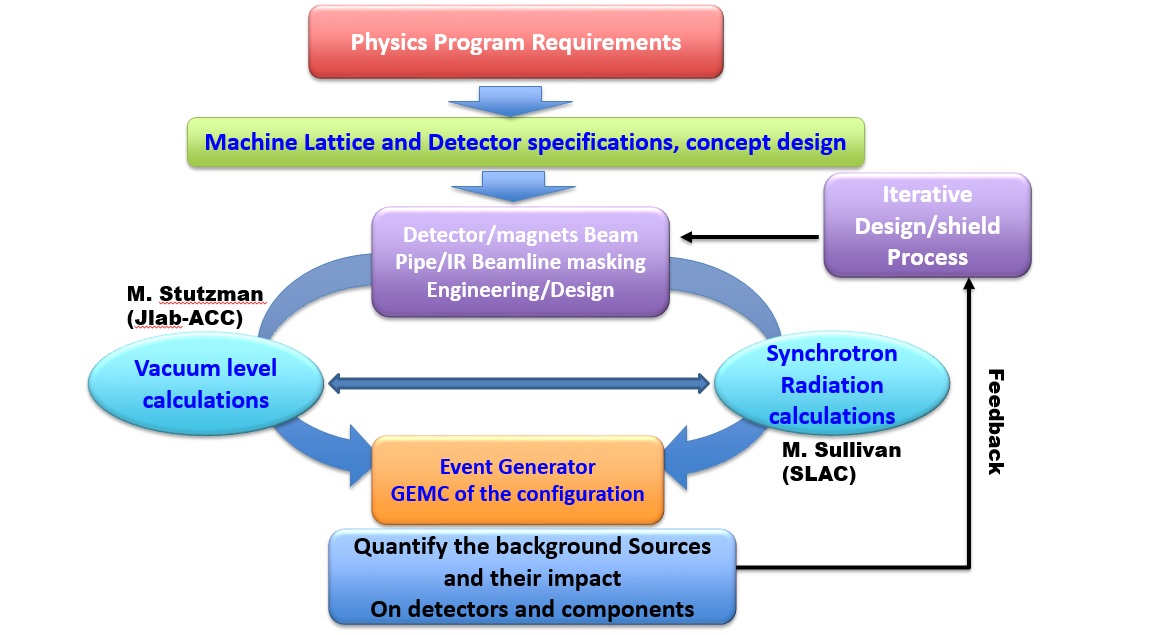 Physics Program Requirements
Machine Lattice and Detector specifications, concept design
Iterative
Design/shield
Process
Detector/magnets Beam
Pipe/IR Beamline masking
Engineering/Design
M. Stutzman
(Jlab-ACC)
Vacuum level
calculations
Synchrotron
Radiation
calculations
M. Sullivan
(SLAC)
Feedback
Event Generator
GEMC of the configuration
Quantify the background Sources
and their impact
On detectors and components